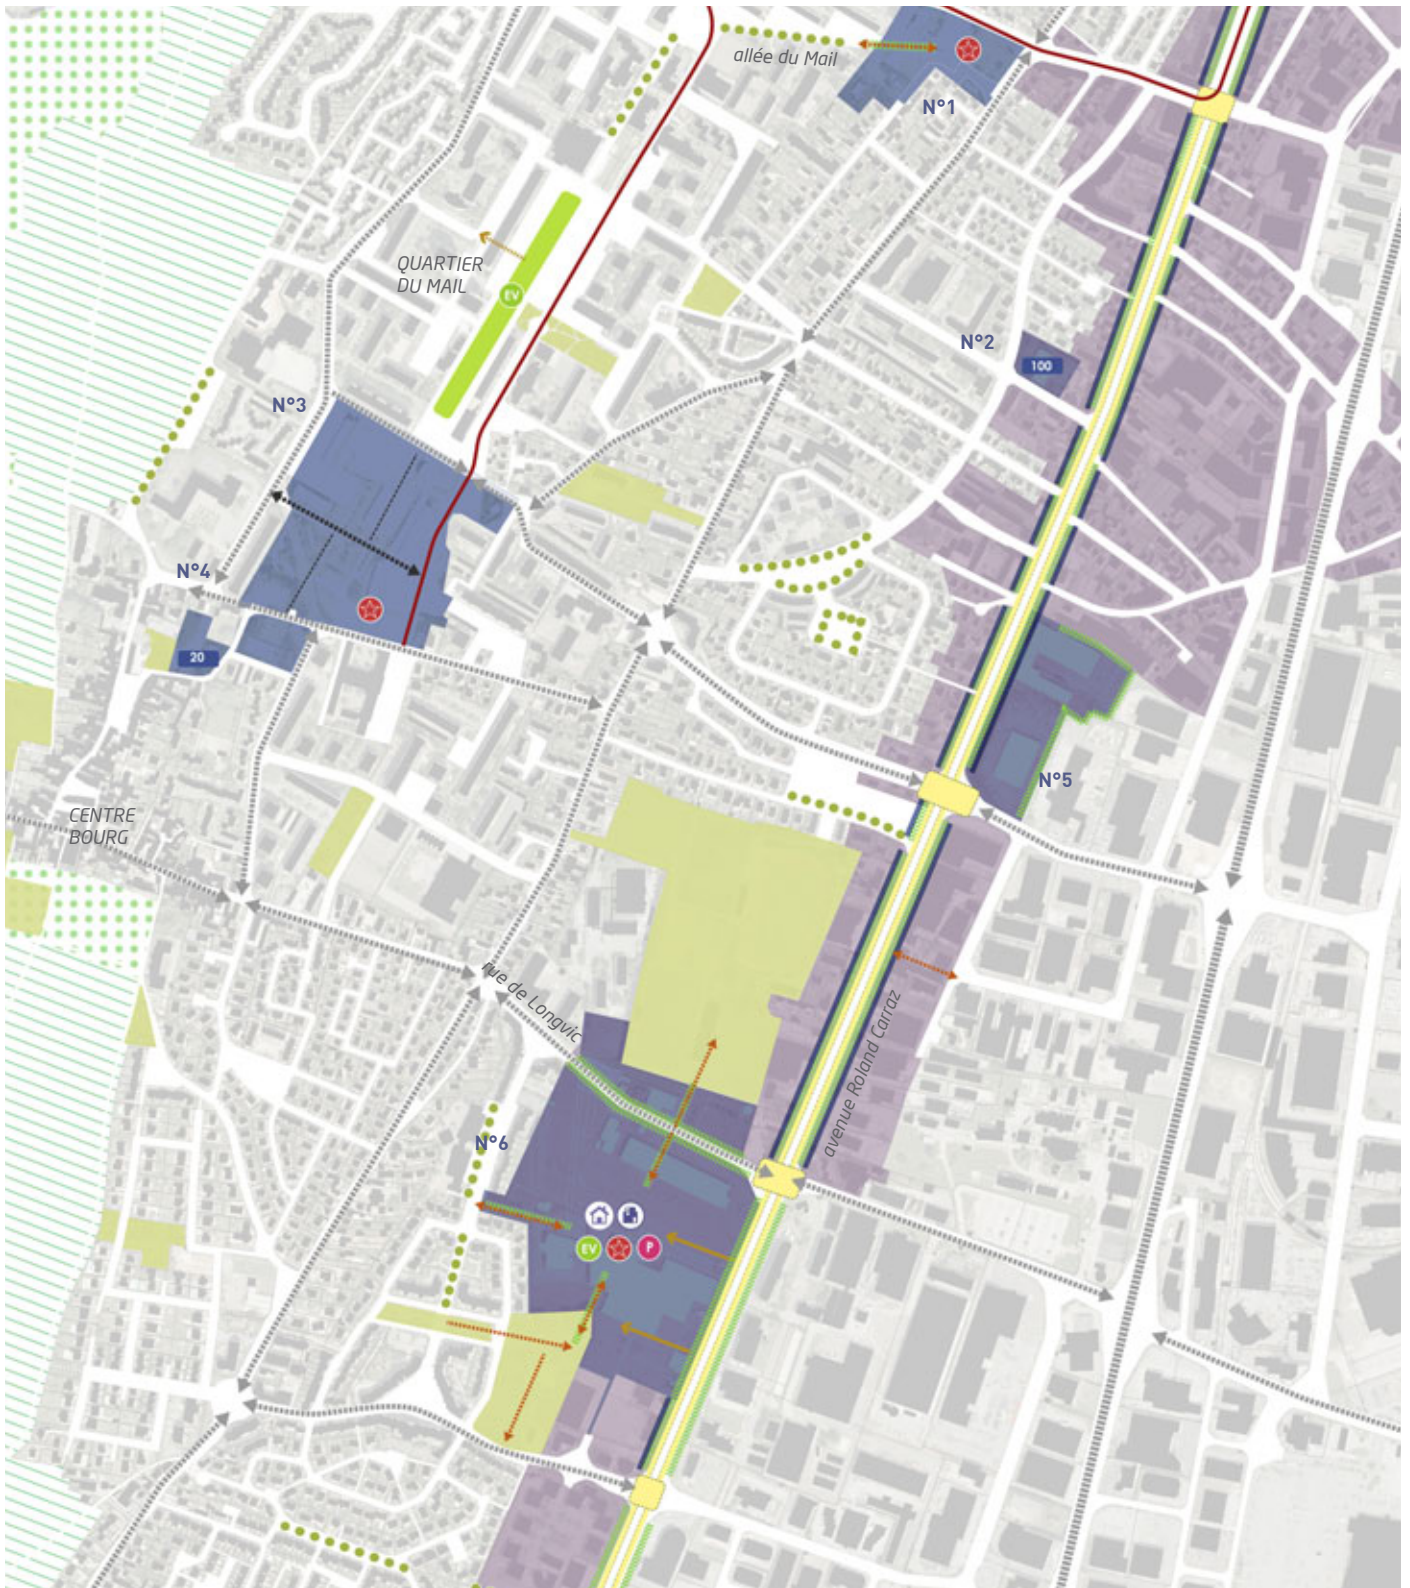 allée du Mail
N°1
QUARTIER
DU MAIL
EV
N°2
100
N°3
N°4
20
N°5
CENTRE
BOURG
rue de Longvic
avenue Roland Carraz
N°6
EV
P